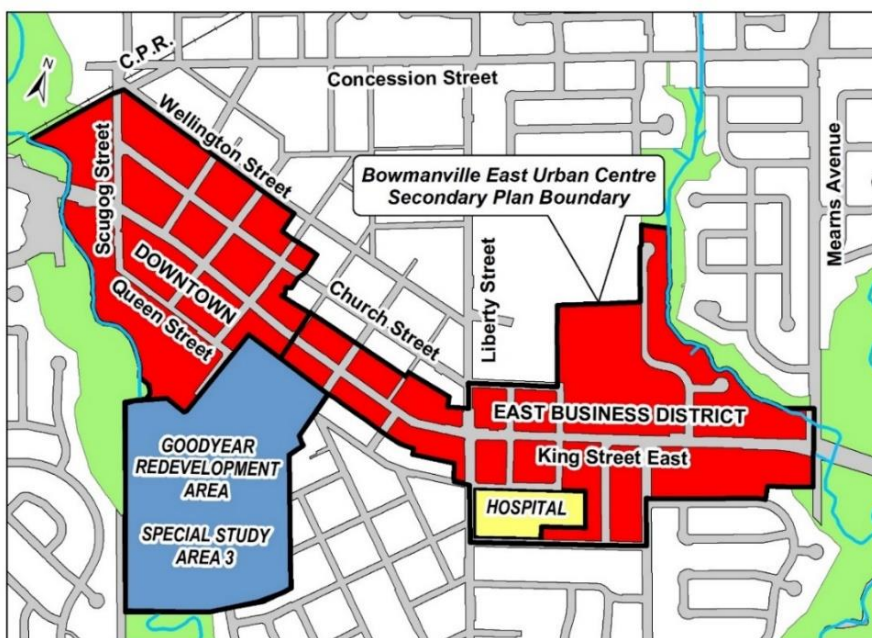 C.P.R.
N
Concession Street
Wellington Street
Scugog Street
Bowmanville East Urban Centre
Secondary Plan Boundary
Mearns Avenue
DOWNTOWN
Queen Street
Church Street
Liberty Street
EAST BUSINESS DISTRICT
King Street East
GOODYEAR
REDEVELOPMENT
AREA
SPECIAL STUDY
AREA 3
HOSPITAL